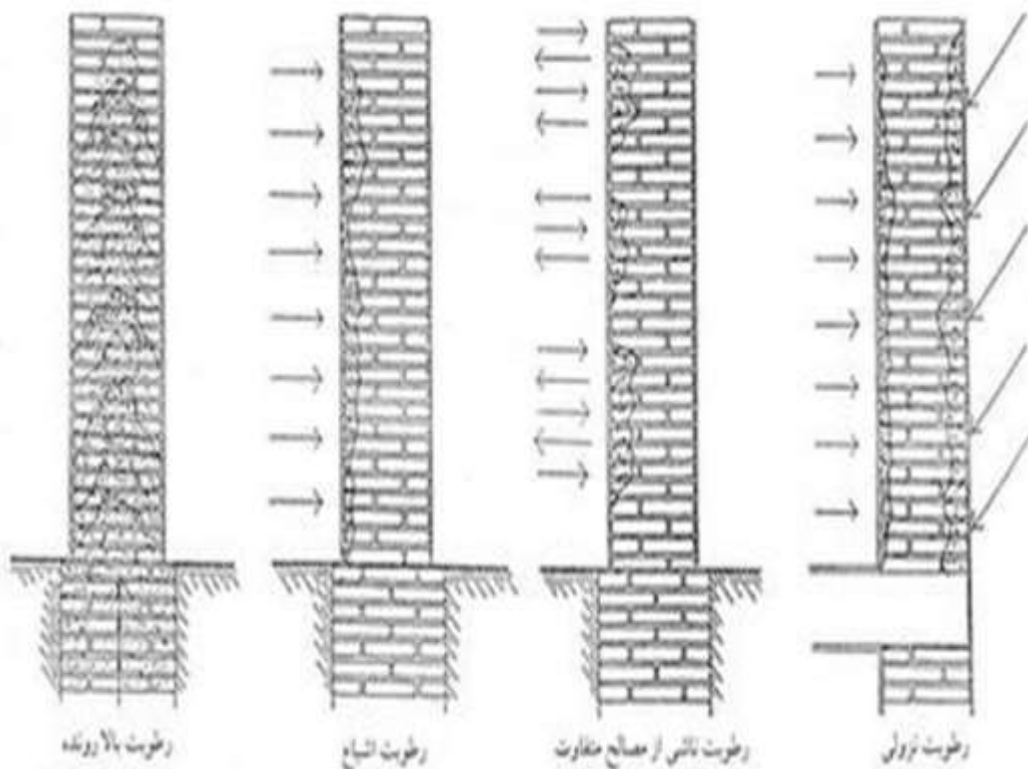 رطوبت نزولی
رطوبت ناشی از مصالح متفاوت
رطوبت اشباع
رطوبت بالا رونده